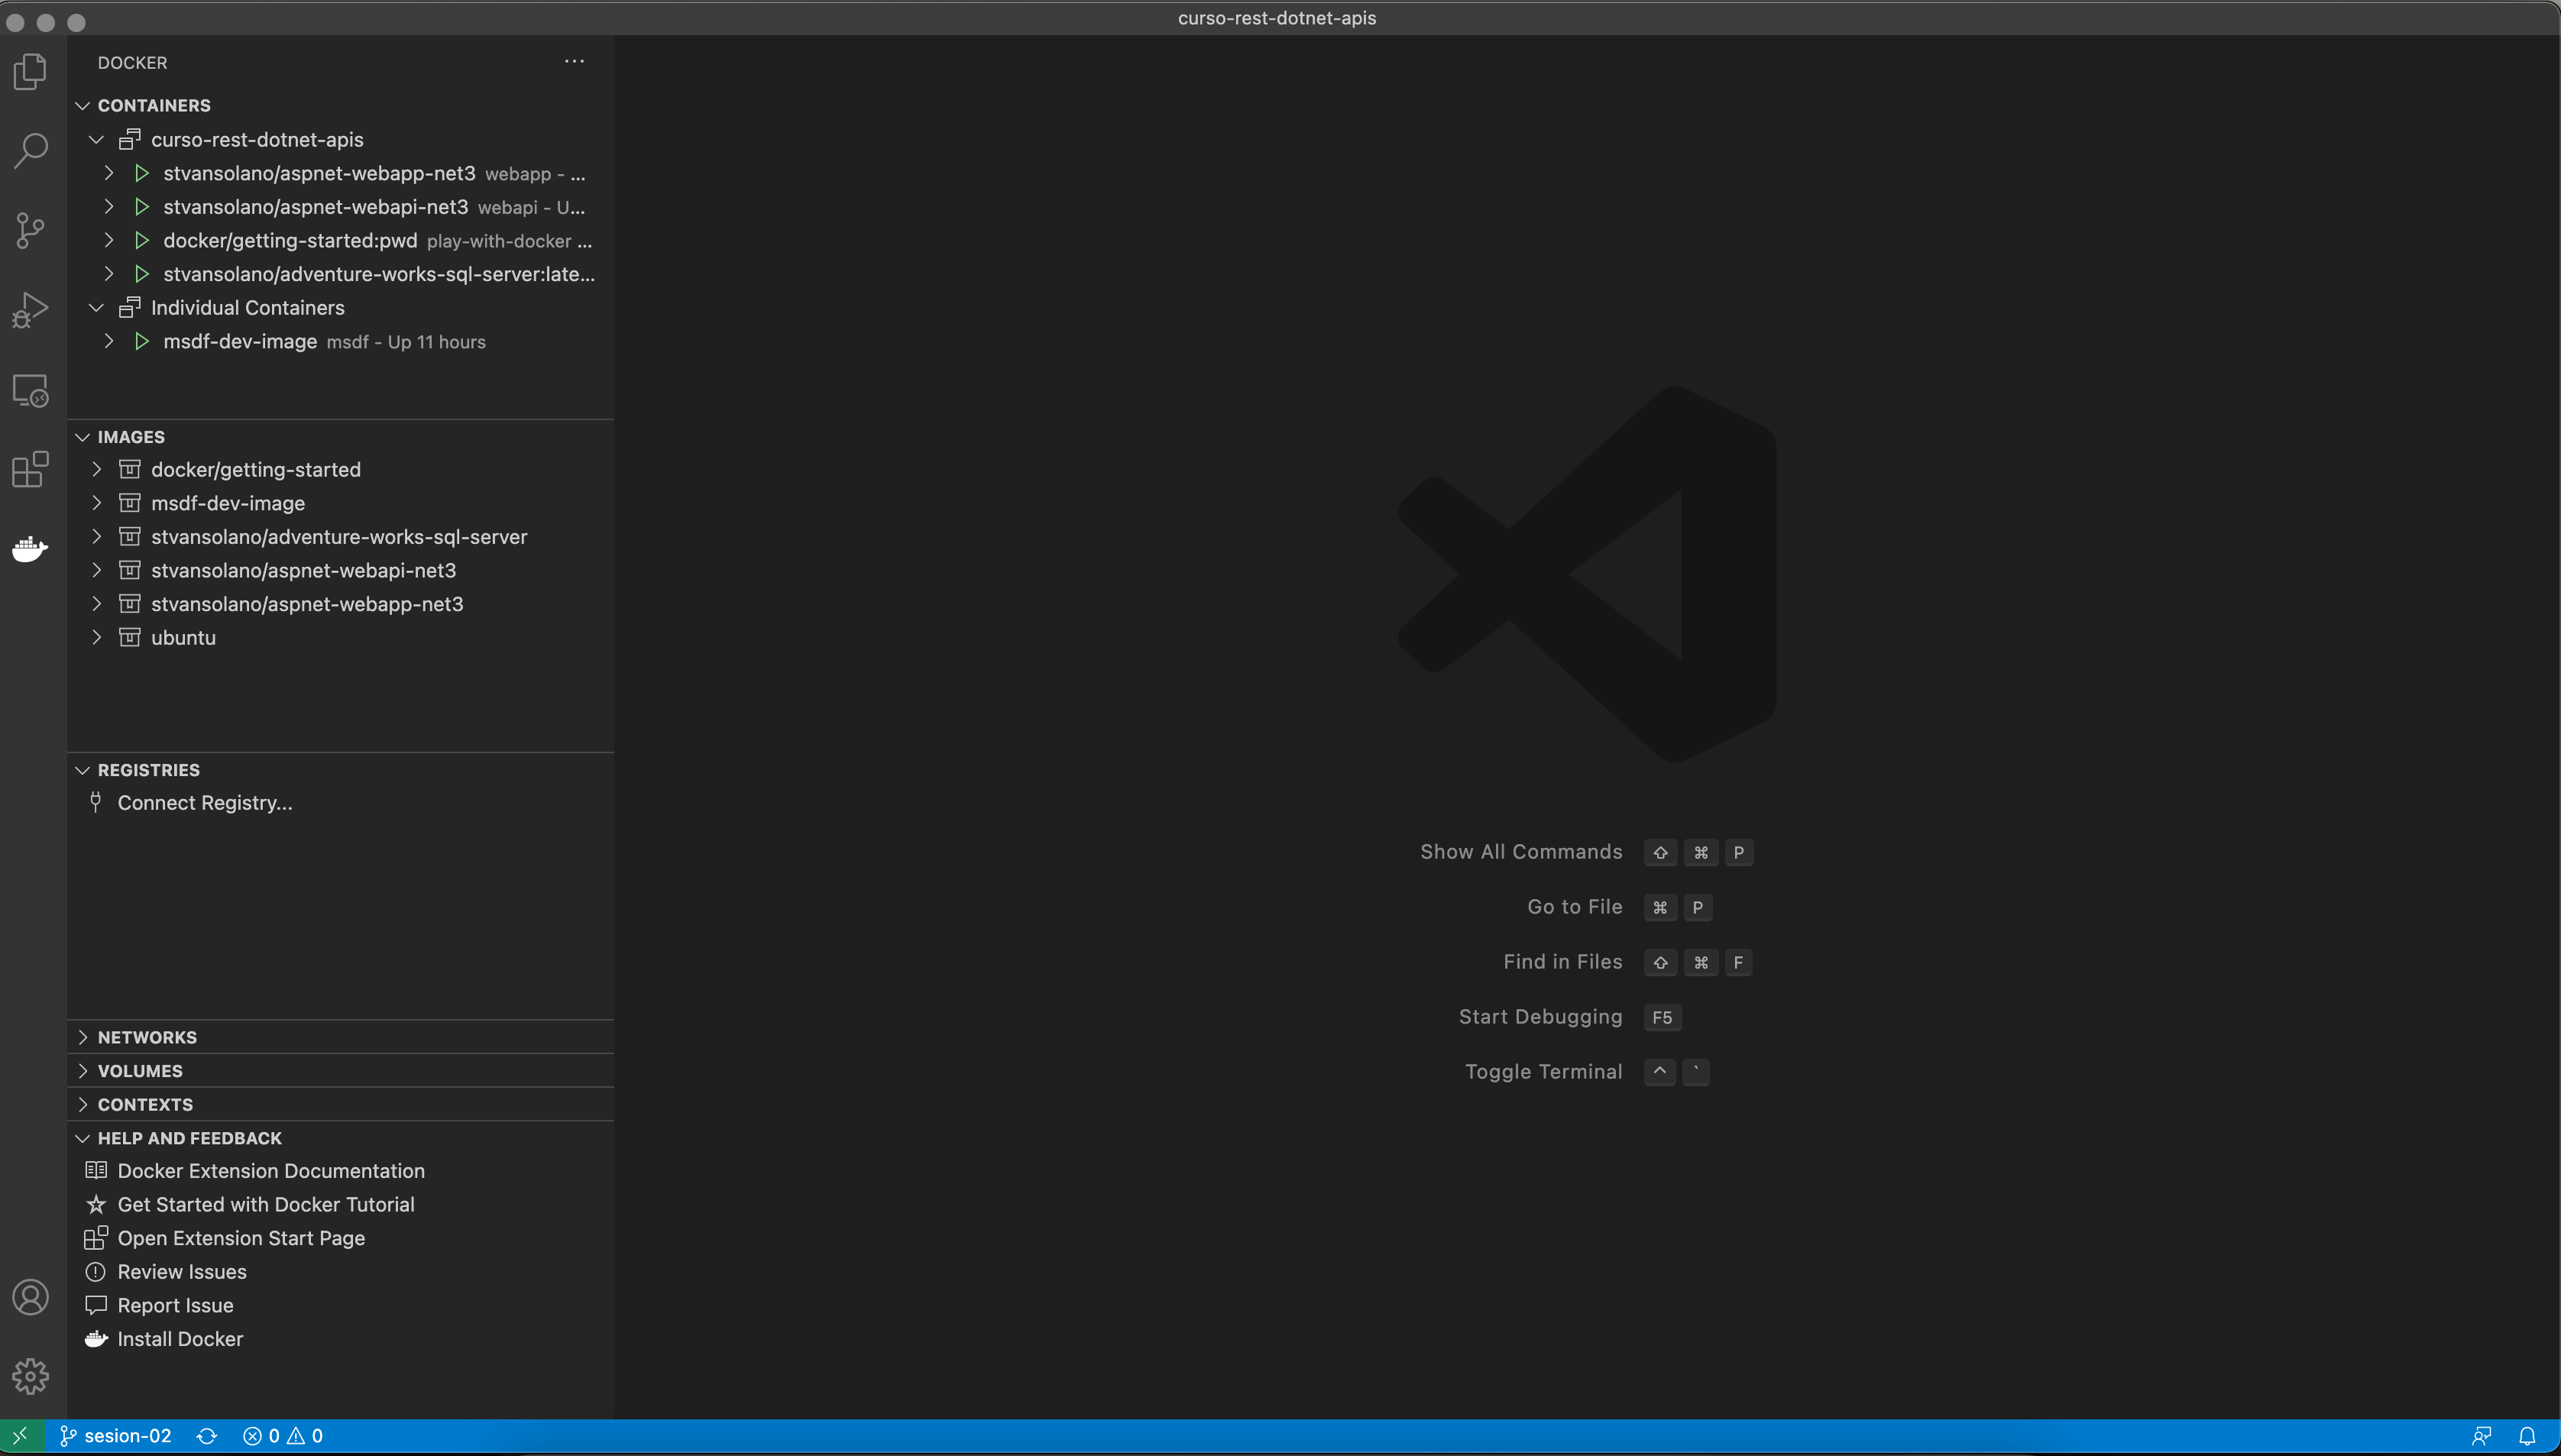 curso-rest-dotnet-apis
DOCKER
CONTAINERS
curso-rest-dotnet-apis
stvansolano/aspnet-webapp-net3 webapp - ...
stvansolano/aspnet-webapi-net3 webapi - U...
docker/getting-started:pwd play-with-docker ...
stvansolano/adventure-works-sql-server:late...
Individual Containers
msdf-dev-image msdf - Up 11 hours
IMAGES
docker/getting-started
msdf-dev-image
stvansolano/adventure-works-sql-server
stvansolano/aspnet-webapi-net3
stvansolano/aspnet-webapp-net3
ubuntu
REGISTRIES
Connect Registry...
NETWORKS
VOLUMES
CONTEXTS
HELP AND FEEDBACK
Docker Extension Documentation
Get Started with Docker Tutorial
Open Extension Start Page
Review Issues
Report Issue
Install Docker
Show All Commands ⇧ ⌘ P
Go to File ⌘ P
Find in Files ⇧ ⌘ F
Start Debugging F5
Toggle Terminal ^ `
sesion-02 0 0